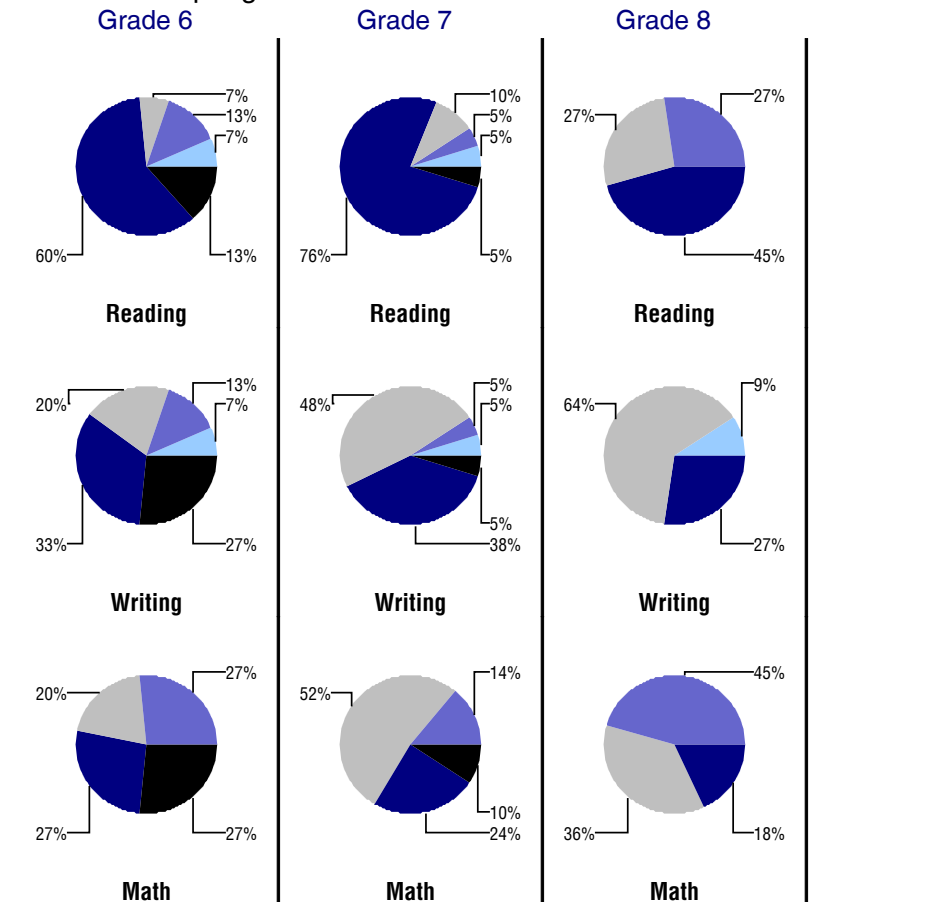 Grade 6 Grade 7 Grade 8
7% 10% 27%
13% 5% 27%
7% 5%
60% 13% 76% 5% 45%
Reading Reading Reading
13% 5% 9%
20% 7% 48% 5% 64%
5%
33% 27% 38% 27%
Writing Writing Writing
27% 14% 45%
20% 52%
10%
27% 27% 24% 36% 18%
Math Math Math